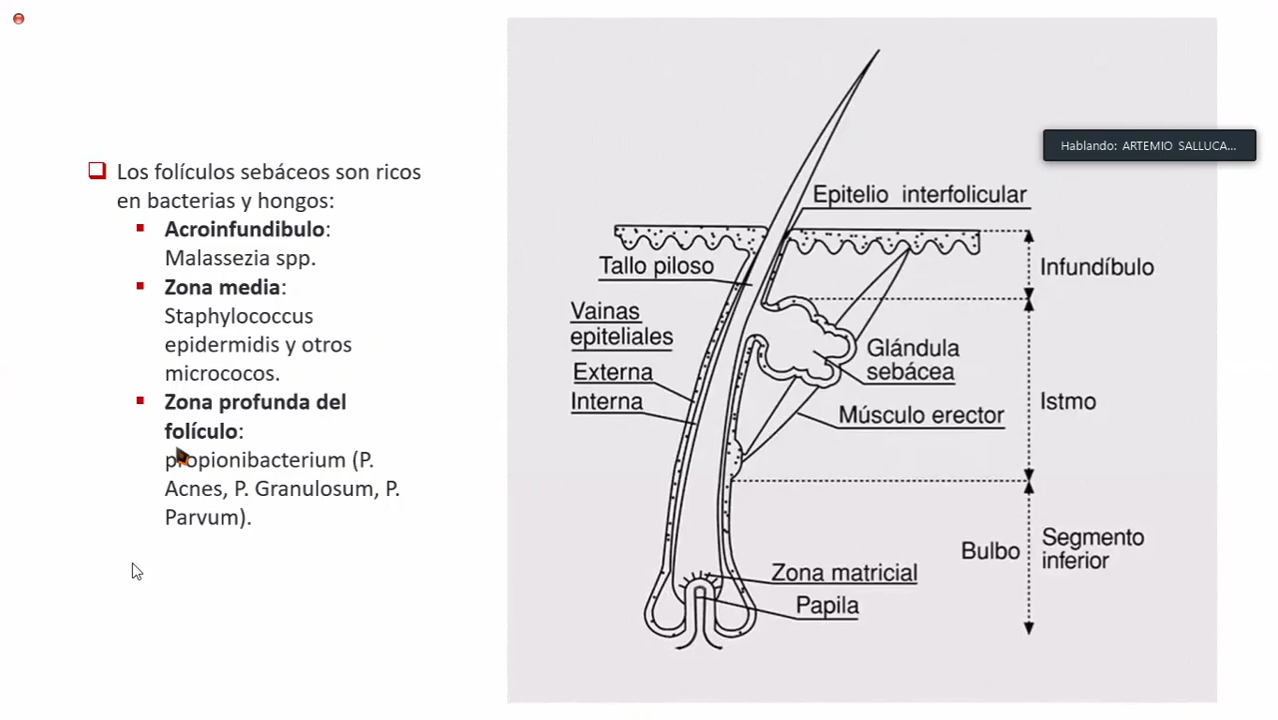 Los folículos sebáceos son ricos
en bacterias y hongos:
Acroinfundibulo:
Malassezia spp.
Zona media:
Staphylococcus
epidermidis y otros
micrococos.
Zona profunda del
folículo:
propionibacterium (P.
Acnes, P. Granulosum, P.
Parvum).
Hablando: ARTEMIO SALLUCA...
Epitelio interfolicular
Tallo piloso
Infundíbulo
Vainas
epiteliales
Glándula
sebácea
Externa
Interna
Músculo erector
Istmo
Bulbo
Segmento
inferior
Zona matricial
Papila